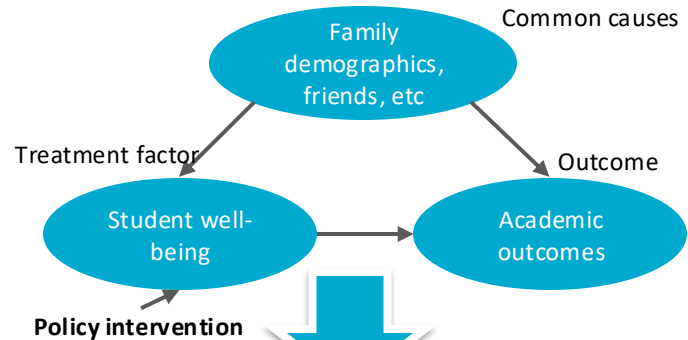 Common causes
Family
demographics,
friends, etc
Treatment factor
Outcome
Student well-
being
Academic
outcomes
Policy intervention